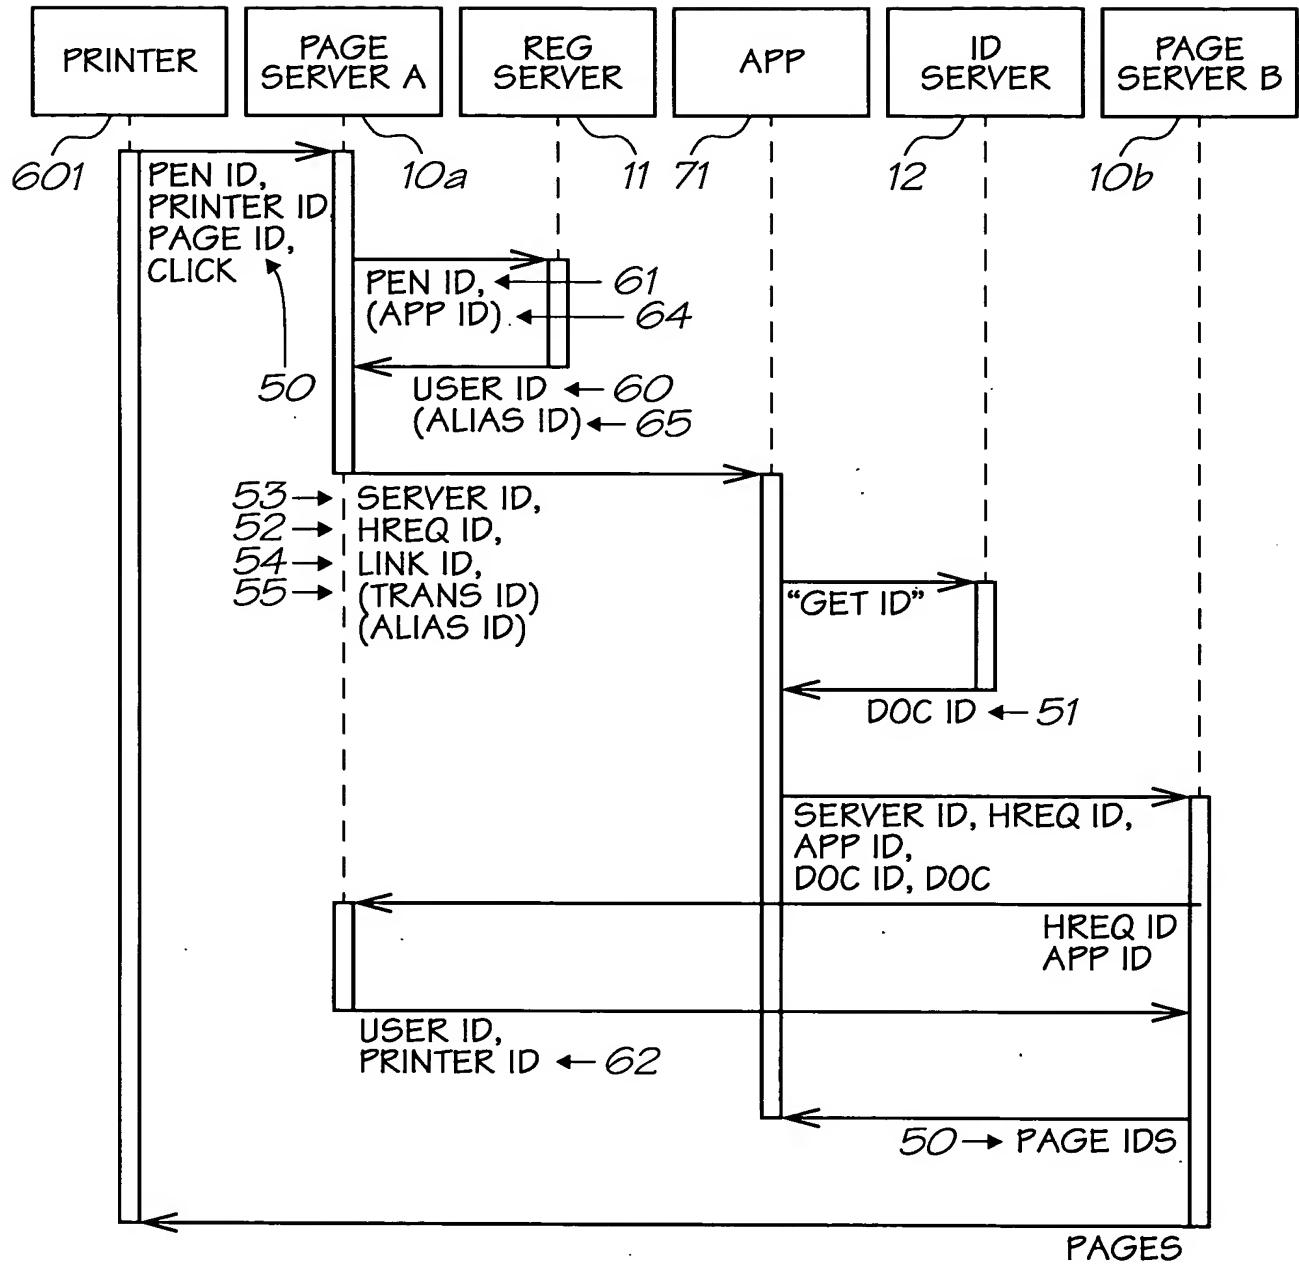 PRINTER
PAGE
SERVER A
REG
SERVER
APP
ID
SERVER
PAGE
SERVER B
601
10a
11
71
12
10b
PEN ID,
PRINTER ID
PAGE ID,
CLICK
50
PEN ID,
61
(APP ID)
64
USER ID
60
(ALIAS ID)
65
53
SERVER ID,
52
HREQ ID,
54
LINK ID,
55
(TRANS ID)
(ALIAS ID)
"GET ID"
DOC ID
51
SERVER ID, HREQ ID,
APP ID,
DOC ID, DOC
HREQ ID
APP ID
USER ID,
PRINTER ID
62
50
PAGE IDS
PAGES